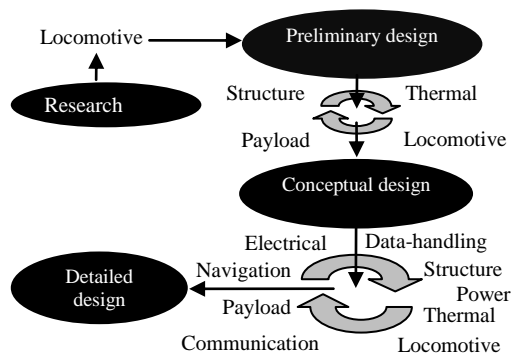 Locomotive
Preliminary design
Research
Structure
Thermal
Payload
Locomotive
Conceptual design
Electrical
Data-handling
Navigation
Structure
Detailed
design
Power
Payload
Thermal
Communication
Locomotive